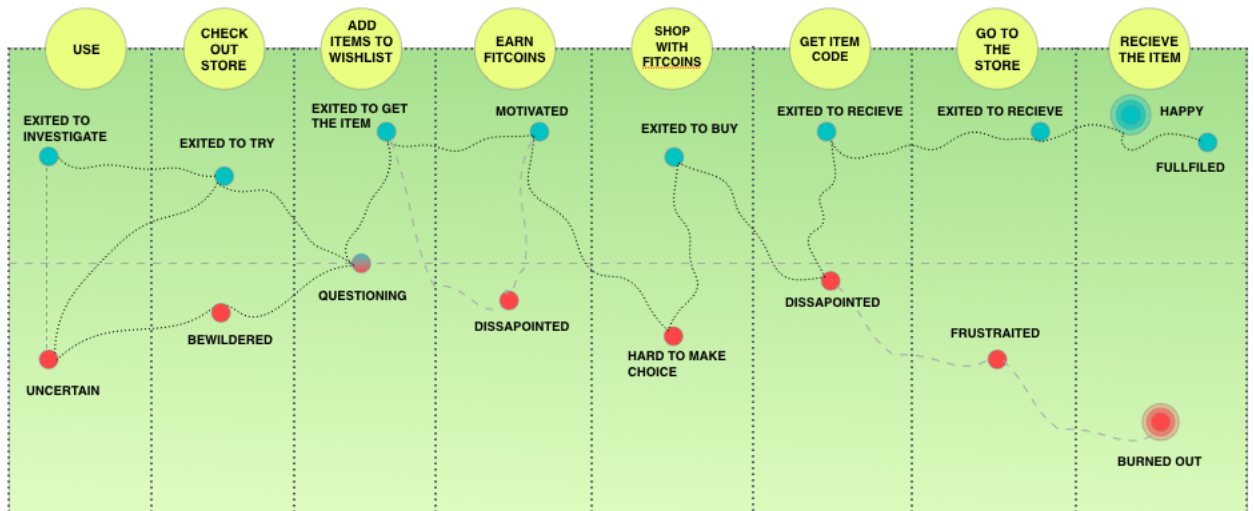 USE
CHECK
OUT
STORE
ADD
ITEMS TO
WISHLIST
EARN
FITCOINS
SHOP
WITH
FITCOINS
GET ITEM
CODE
GO TO
THE
STORE
RECIEVE
THE ITEM
EXITED TO
INVESTIGATE
UNCERTAIN
EXITED TO TRY
BEWILDERED
EXITED TO GET
THE ITEM
QUESTIONING
MOTIVATED
DISSAPOINTED
EXITED TO BUY
HARD TO MAKE
CHOICE
EXITED TO RECIEVE
DISSAPOINTED
EXITED TO RECIEVE
FRUSTRAITED
HAPPY
FULLFILED
BURNED OUT